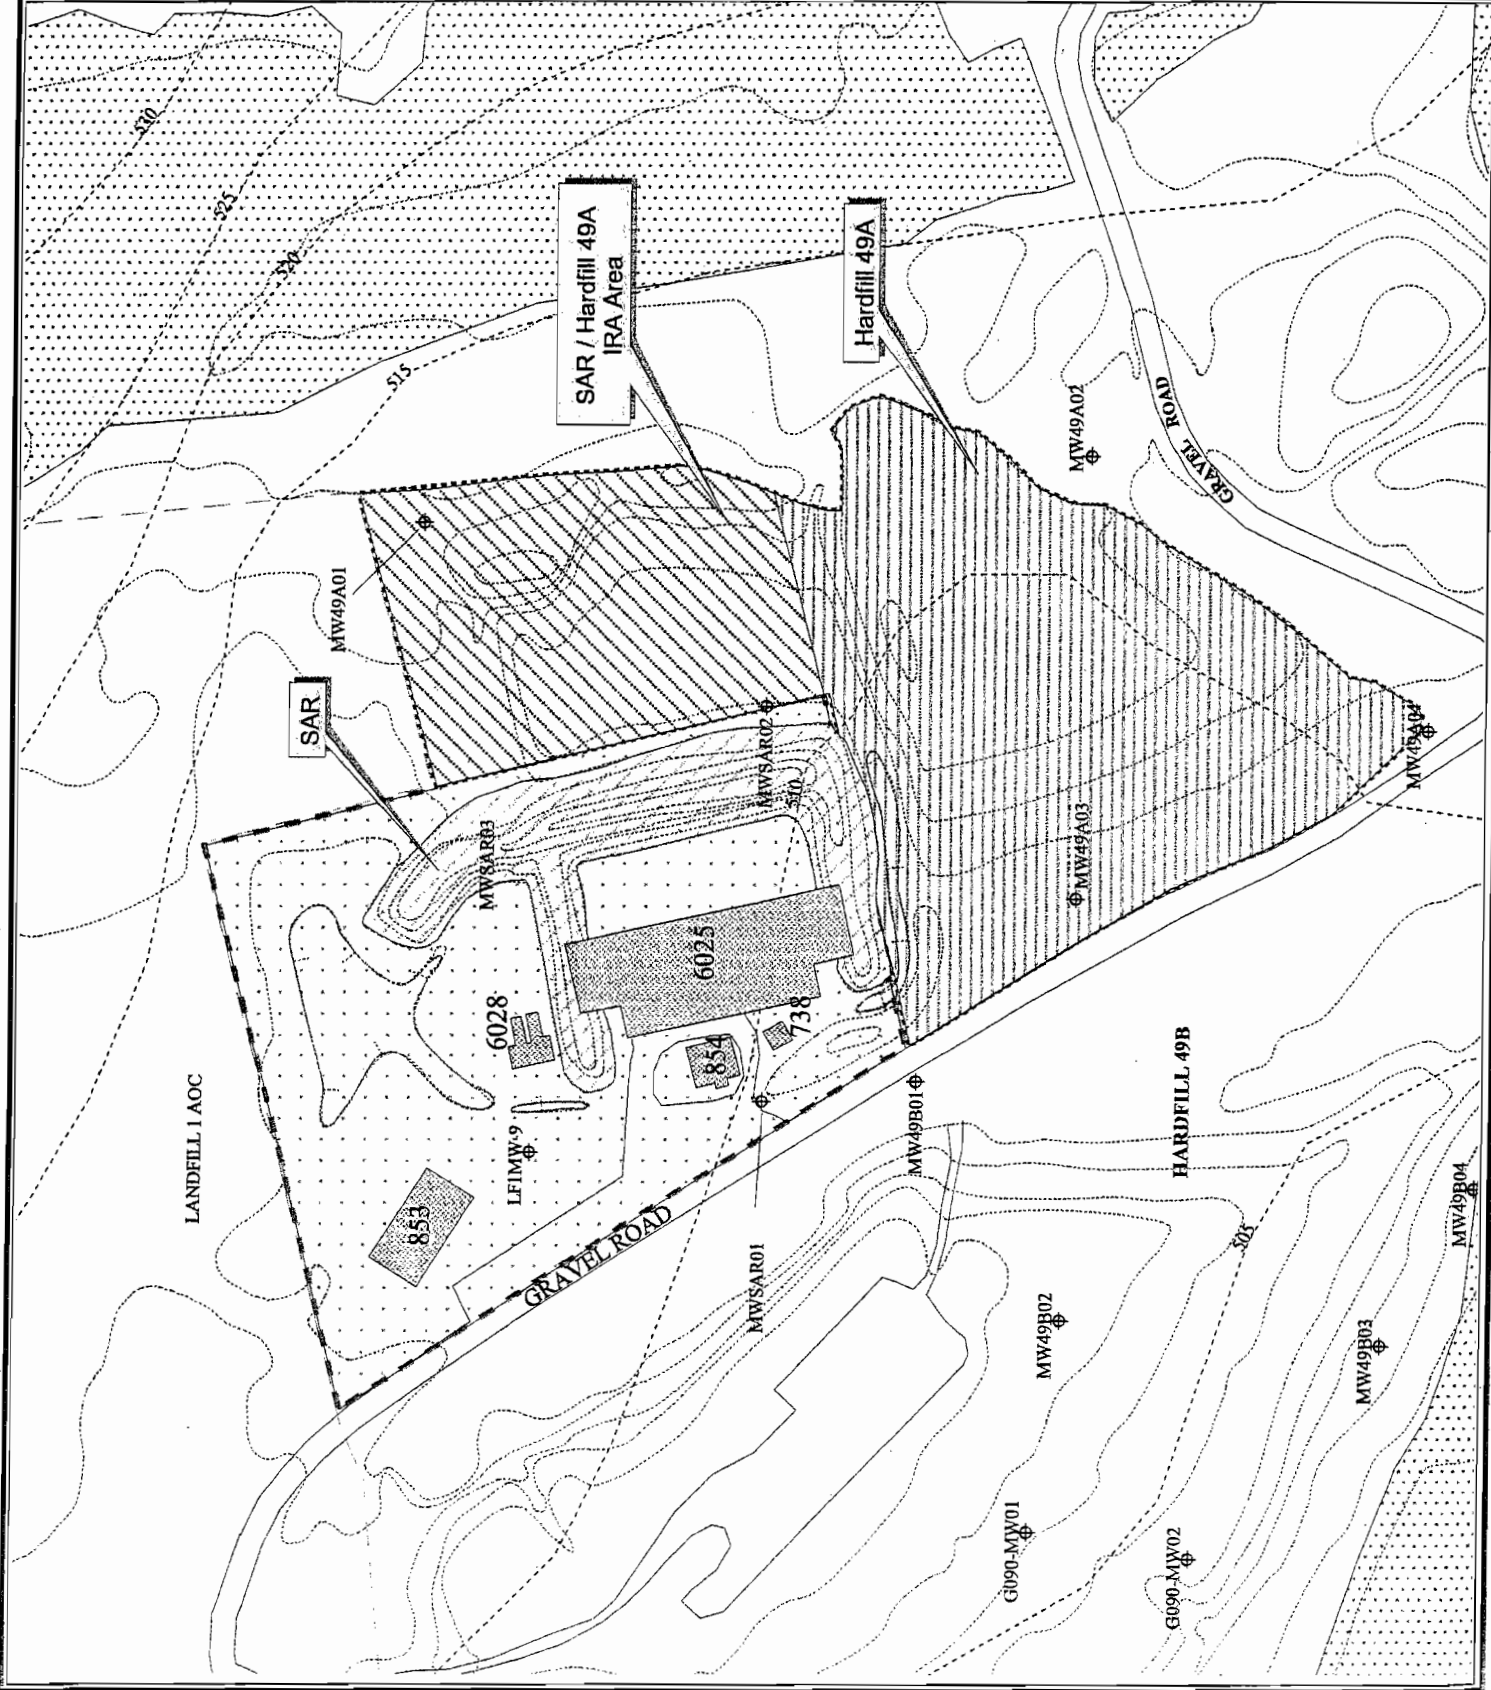 530
525
520
515
SAR / Hardfill 49A
IRA Area
Hardfill 49A
MW49A02
GRAVEL
ROAD
MW49A01
SAR
MWSAR02
510
MW49A04
MWSAR03
MW49A03
6025
6028
738
854
LANDFILL 1 AOC
853
LF1MW-9
GRAVEL ROAD
MW49B01
HARDFILL 49B
MWSAR01
505
MW49B04
MW49B02
MW49B03
G090-MW01
G090-MW02